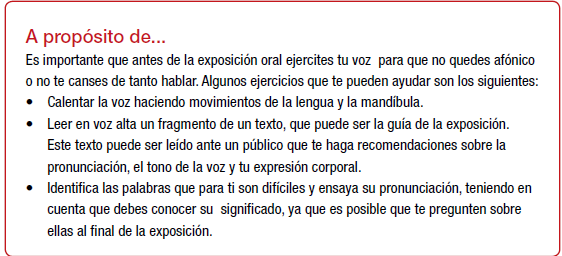 A propósito de...
Es importante que antes de la exposición oral ejercites tu voz para que no quedes afónico
o no te canses de tanto hablar. Algunos ejercicios que te pueden ayudar son los siguientes:
• Calentar la voz haciendo movimientos de la lengua y la mandíbula.
• Leer en voz alta un fragmento de un texto, que puede ser la guía de la exposición.
Este texto puede ser leído ante un público que te haga recomendaciones sobre la
pronunciación, el tono de la voz y tu expresión corporal.
• Identifica las palabras que para ti son difíciles y ensaya su pronunciación, teniendo en
cuenta que debes conocer su significado, ya que es posible que te pregunten sobre
ellas al final de la exposición.